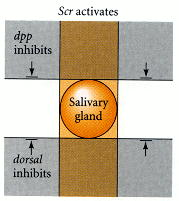 Scr activates
dpp
inhibits
Salivary
gland
dorsal
inhibits